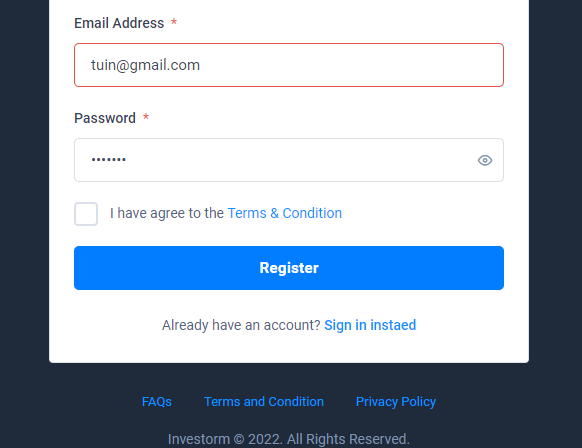 Email Address *
tuin@gmail.com
Password *
•••••••
I have agree to the Terms & Condition
Register
Already have an account? Sign in instaed
FAQs Terms and Condition Privacy Policy
Investorm © 2022. All Rights Reserved.